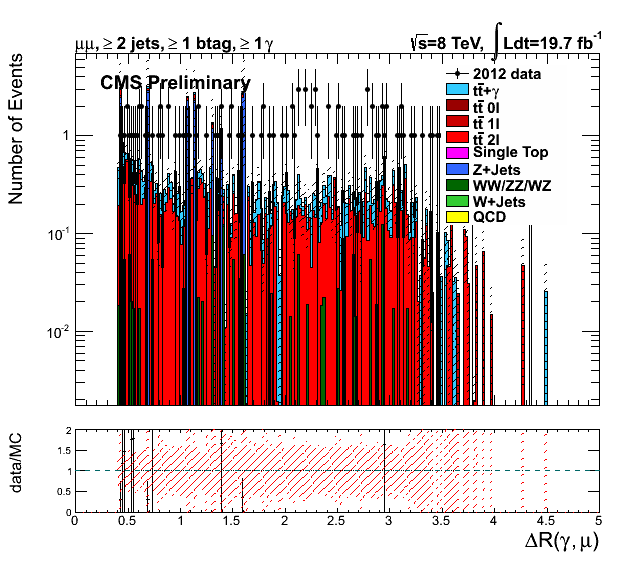 μμ, ≥ 2 jets, ≥ 1 btag, ≥ 1 γ
√s=8 TeV, ∫ Ldt=19.7 fb⁻¹
CMS Preliminary
2012 data
tt̄+γ
tt̄ 0l
tt̄ 1l
tt̄ 2l
Single Top
Z+Jets
WW/ZZ/WZ
W+Jets
QCD
Number of Events
1
10⁻¹
10⁻²
data/MC
2
1.5
1
0.5
0
0 0.5 1 1.5 2 2.5 3 3.5 4 4.5 5
ΔR(γ, μ)